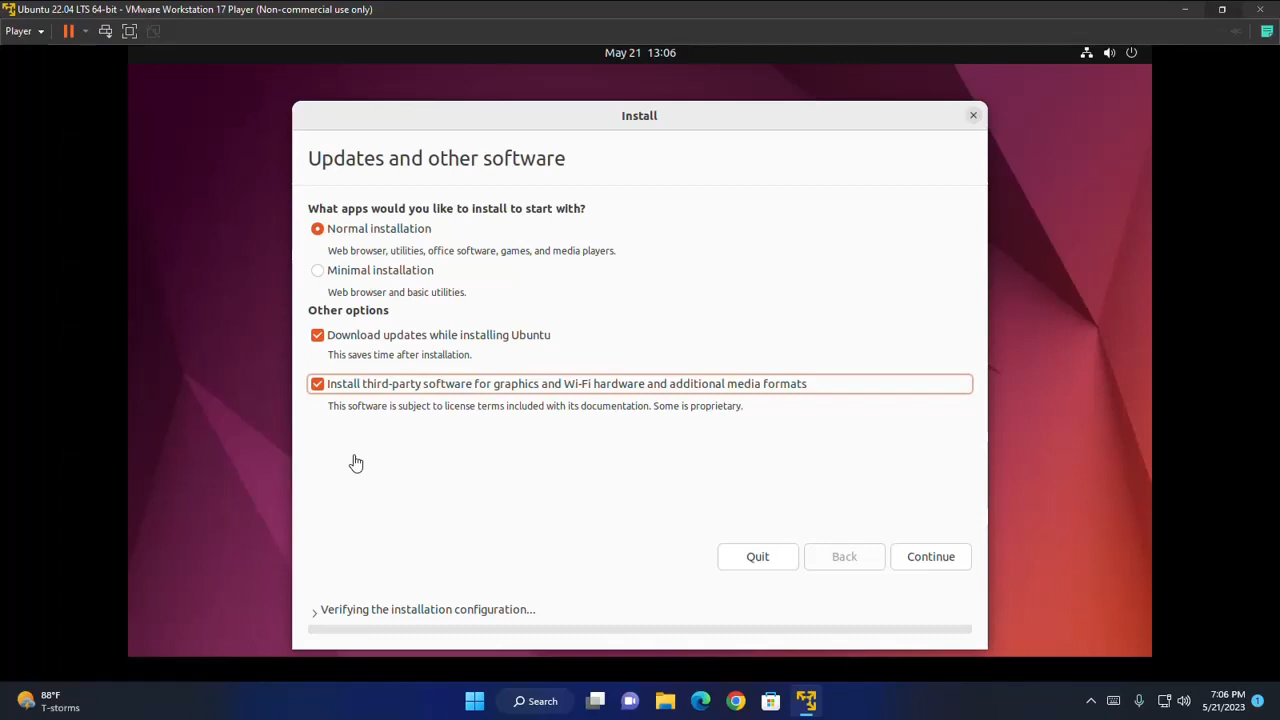 Ubuntu 22.04 LTS 64-bit - VMware Workstation 17 Player (Non-commercial use only)
Player
May 21 13:06
Install
Updates and other software
What apps would you like to install to start with?
Normal installation
Web browser, utilities, office software, games, and media players.
Minimal installation
Web browser and basic utilities.
Other options
Download updates while installing Ubuntu
This saves time after installation.
Install third-party software for graphics and Wi-Fi hardware and additional media formats
This software is subject to license terms included with its documentation. Some is proprietary.
Quit Back Continue
Verifying the installation configuration...
88°F
T-storms
Search
7:06 PM
5/21/2023
1